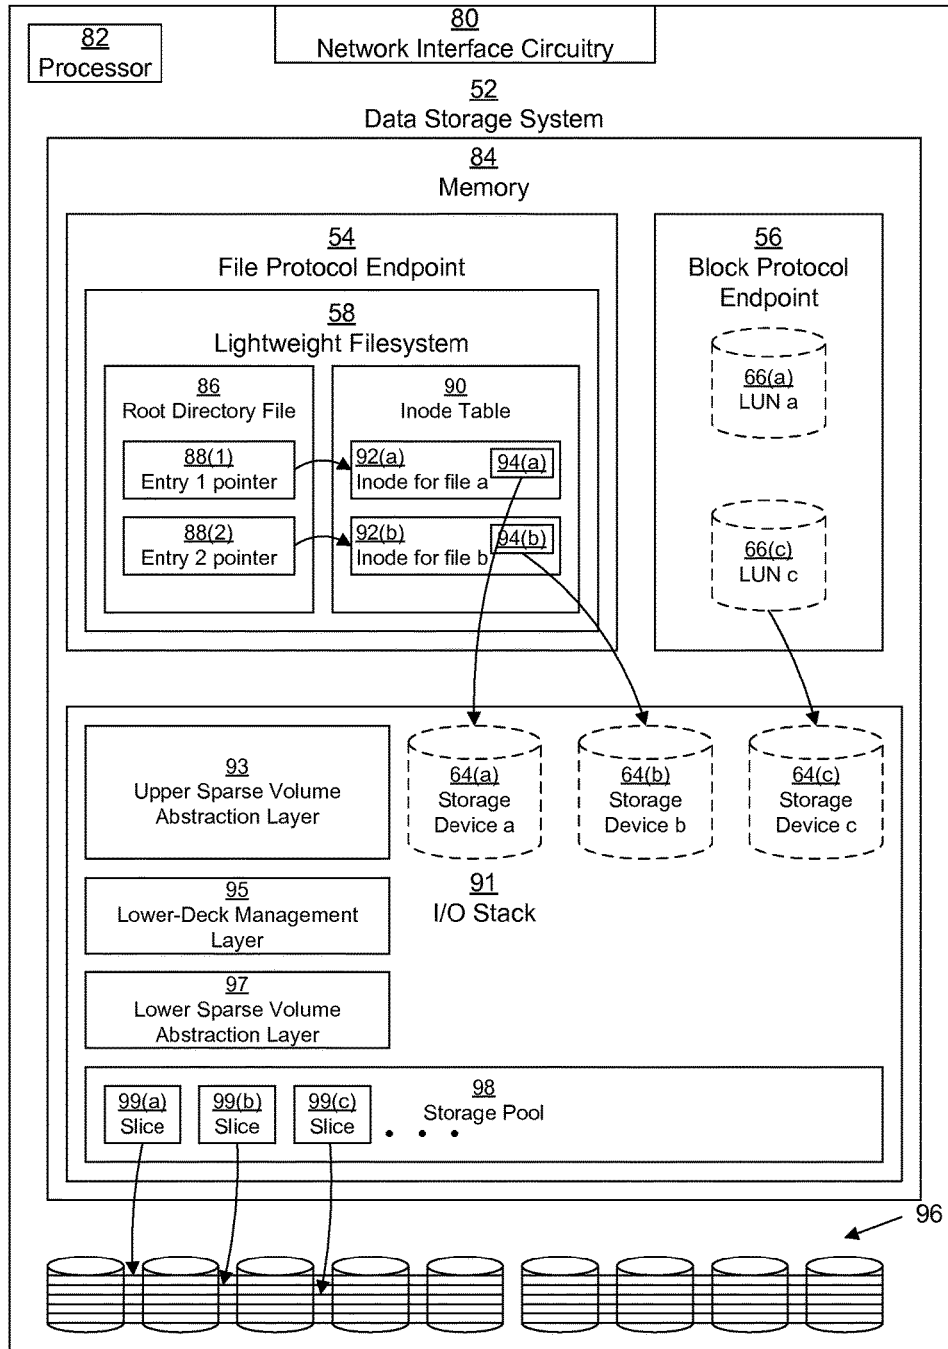 80
Network Interface Circuitry
82
Processor
52
Data Storage System
84
Memory
54
File Protocol Endpoint
58
Lightweight Filesystem
86
Root Directory File
88(1)
Entry 1 pointer
88(2)
Entry 2 pointer
90
Inode Table
92(a)
Inode for file a
94(a)
92(b)
Inode for file b
94(b)
56
Block Protocol
Endpoint
66(a)
LUN a
66(c)
LUN c
93
Upper Sparse Volume
Abstraction Layer
64(a)
Storage
Device a
64(b)
Storage
Device b
64(c)
Storage
Device c
91
I/O Stack
95
Lower-Deck Management
Layer
97
Lower Sparse Volume
Abstraction Layer
98
Storage Pool
99(a)
Slice
99(b)
Slice
99(c)
Slice
• • •
96